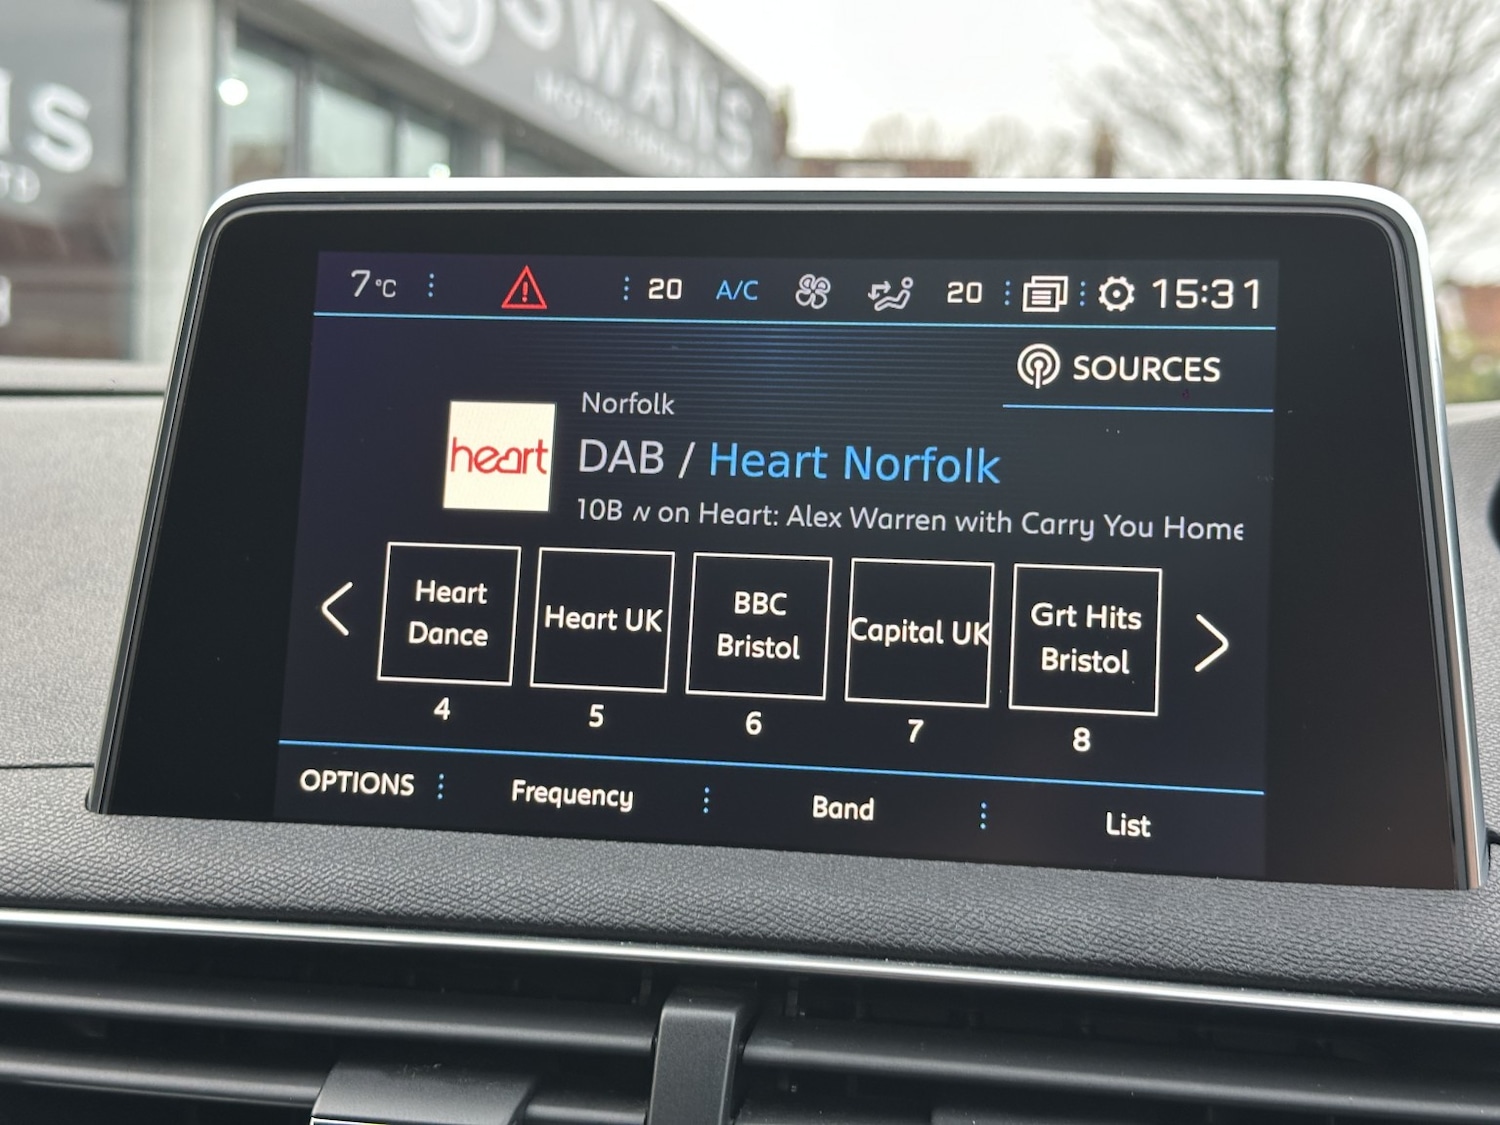 SWANS
NS
TD
7°C
20
A/C
20
15:31
SOURCES
Norfolk
heart
DAB / Heart Norfolk
10B on Heart: Alex Warren with Carry You Home
Heart
Dance
4
Heart UK
5
BBC
Bristol
6
Capital UK
7
Grt Hits
Bristol
8
OPTIONS
Frequency
Band
List